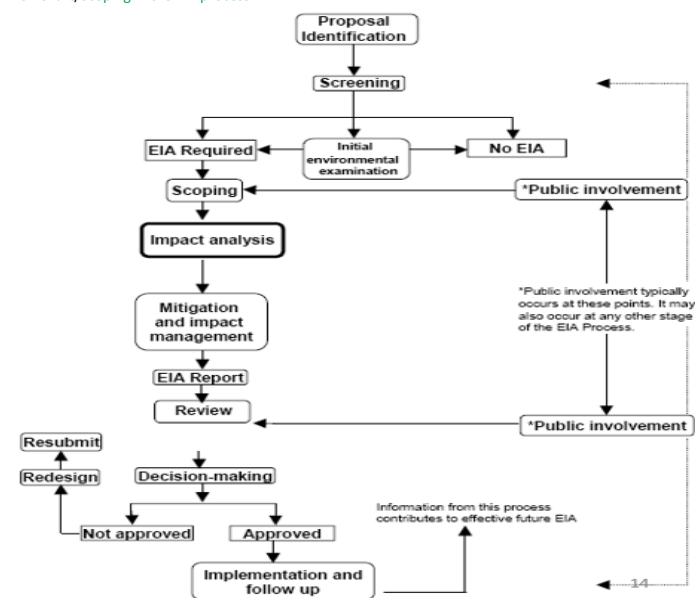 Proposal
Identification
Screening
EIA Required
Initial
environmental
examination
No EIA
Scoping
*Public involvement
Impact analysis
*Public involvement typically
occurs at these points. It may
also occur at any other stage
of the EIA Process.
Mitigation
and impact
management
EIA Report
Review
*Public involvement
Resubmit
Redesign
Decision-making
Information from this process
contributes to effective future EIA
Not approved
Approved
Implementation and
follow up
14